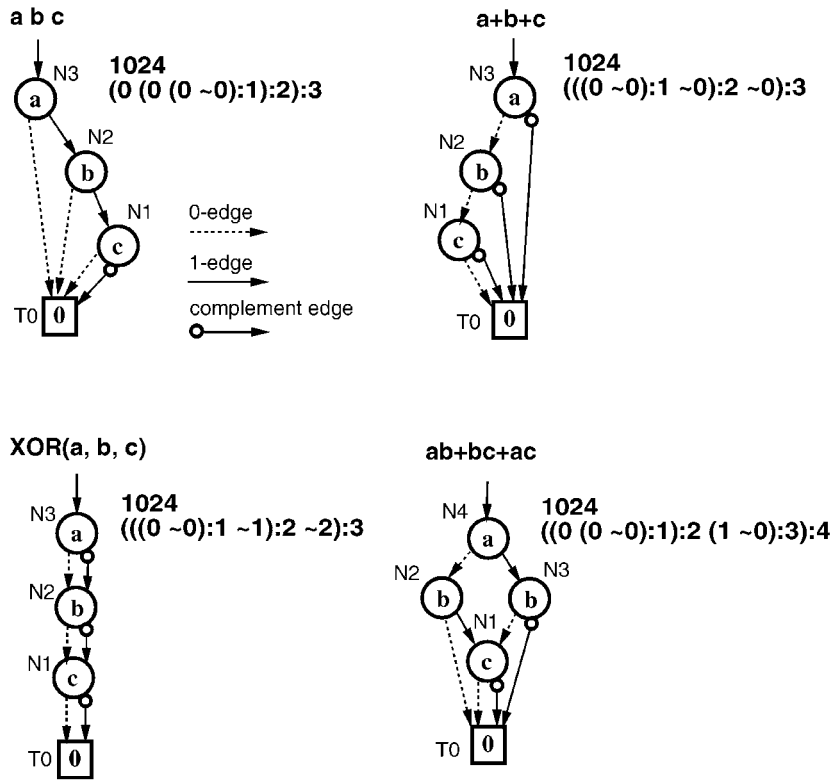 a b c
N3
1024
(0 (0 (0 ~0):1):2):3
a
N2
b
N1
c
0-edge
1-edge
complement edge
T0
0
a+b+c
N3
1024
(((0 ~0):1 ~0):2 ~0):3
a
N2
b
N1
c
T0
0
XOR(a, b, c)
1024
(((0 ~0):1 ~1):2 ~2):3
N3
a
N2
b
N1
c
T0
0
ab+bc+ac
1024
((0 (0 ~0):1):2 (1 ~0):3):4
N4
a
N2
N3
b
b
N1
c
T0
0